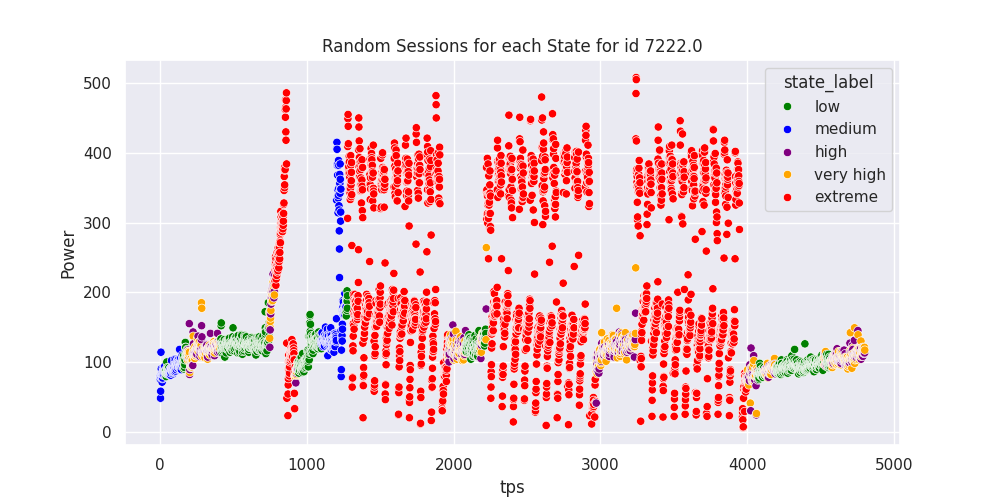 Random Sessions for each State for id 7222.0
state_label
low
medium
high
very high
extreme
Power
500
400
300
200
100
0
0
1000
2000
3000
4000
5000
tps